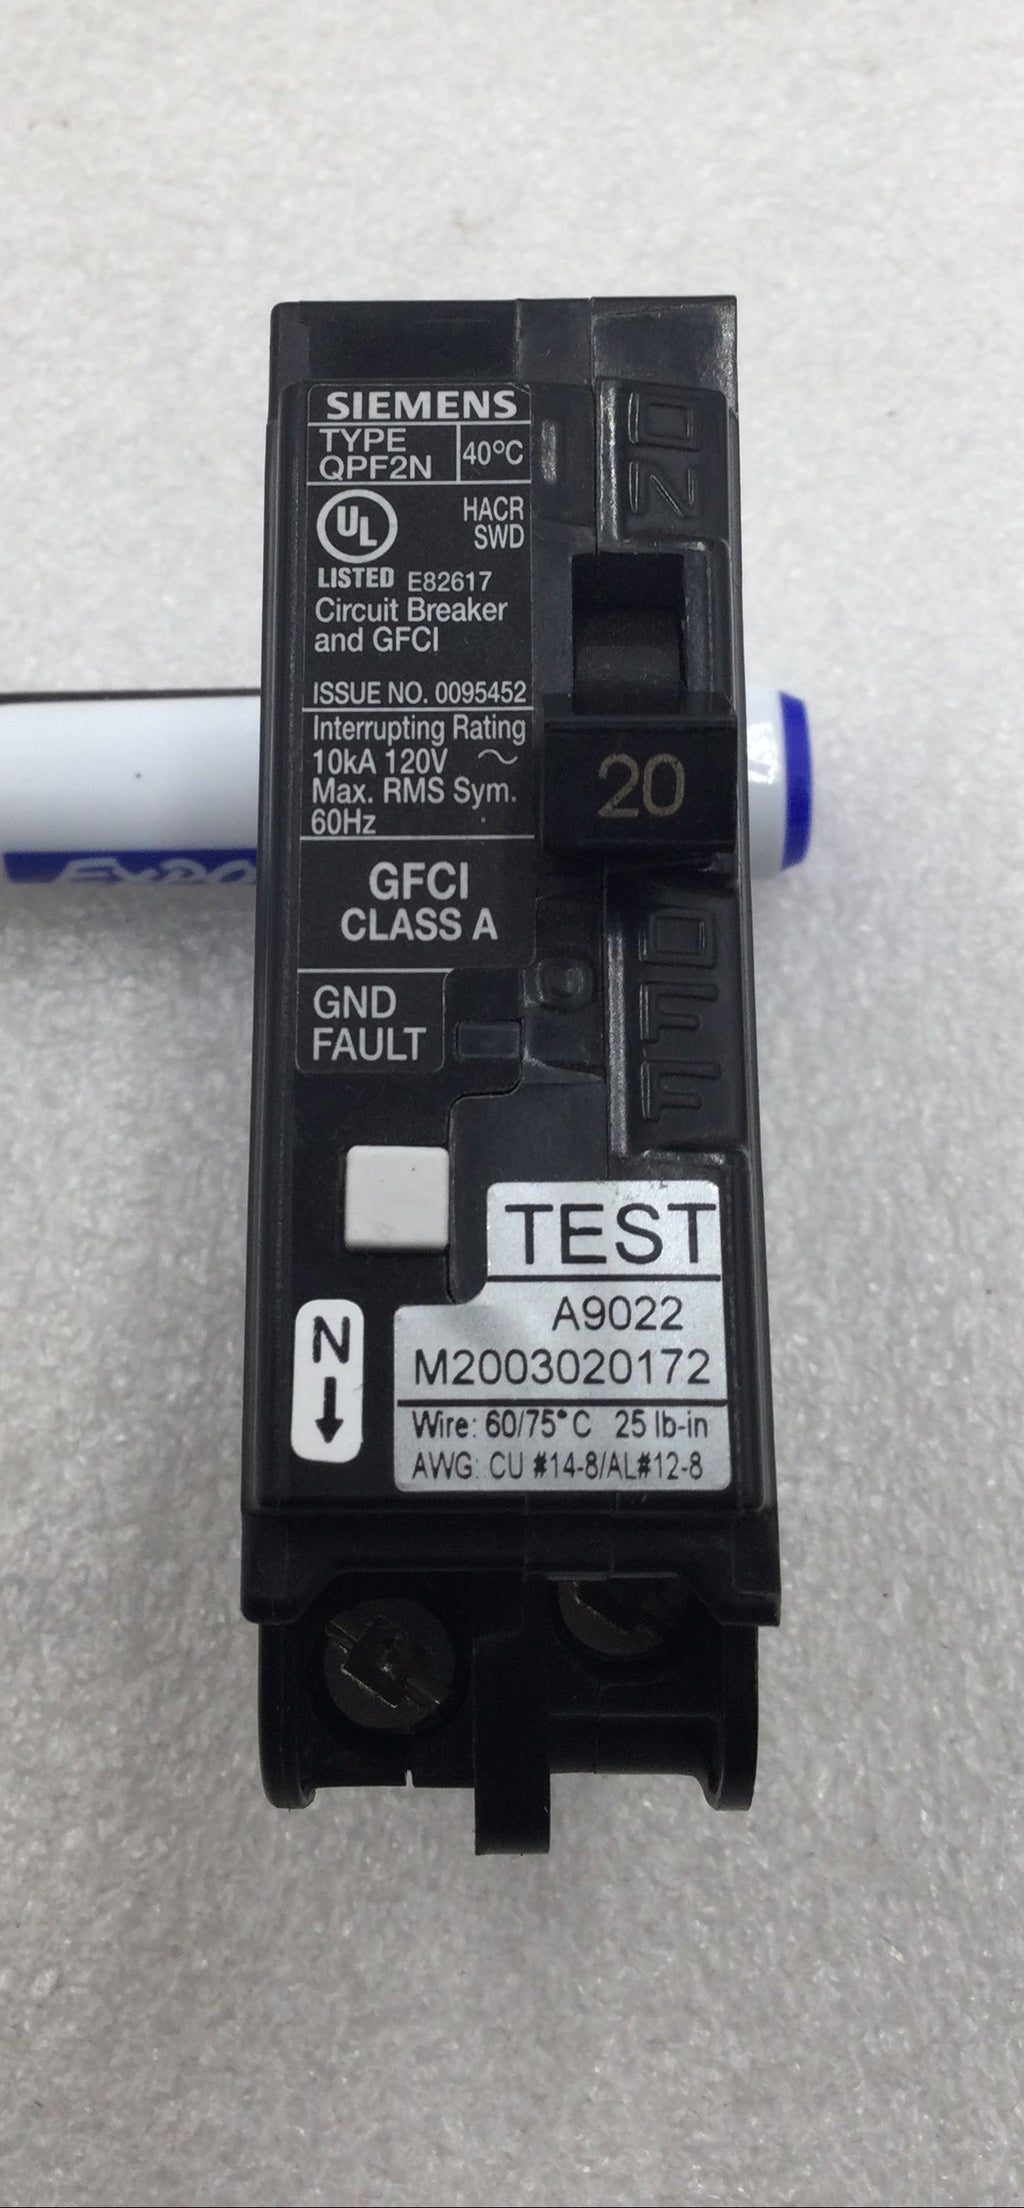 SIEMENS
TYPE
QPF2N
40°C
UL
LISTED E82617
HACR
SWD
Circuit Breaker
and GFCI
ISSUE NO. 0095452
Interrupting Rating
10kA 120V ~
Max. RMS Sym.
60Hz
GFCI
CLASS A
GND
FAULT
ON
20
OFF
TEST
A9022
M2003020172
Wire: 60/75°C 25 lb-in
AWG: CU #14-8/AL#12-8
N
↓